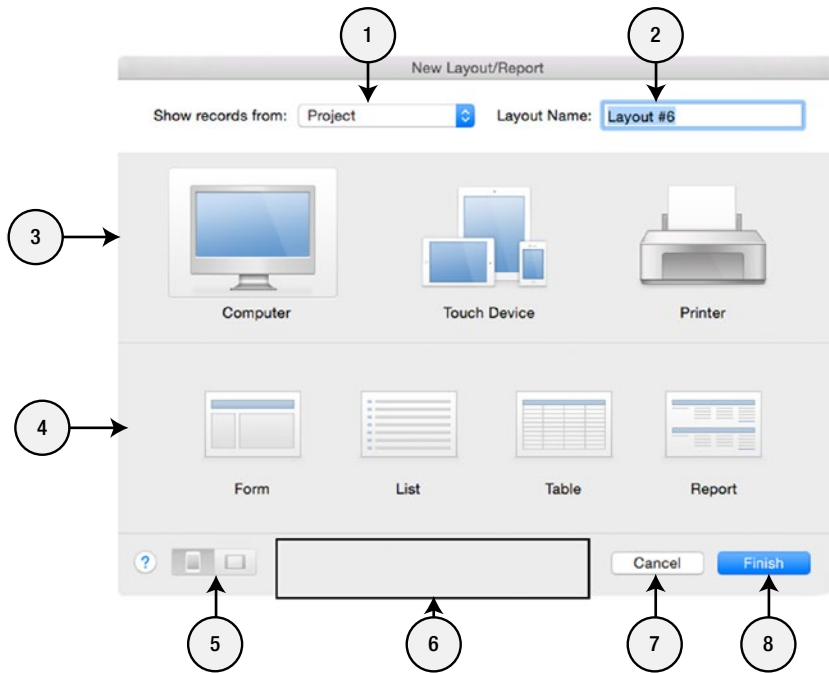 1
2
New Layout/Report
Show records from: Project Layout Name: Layout #6
3
Computer Touch Device Printer
4
Form List Table Report
? Cancel Finish
5 6 7 8